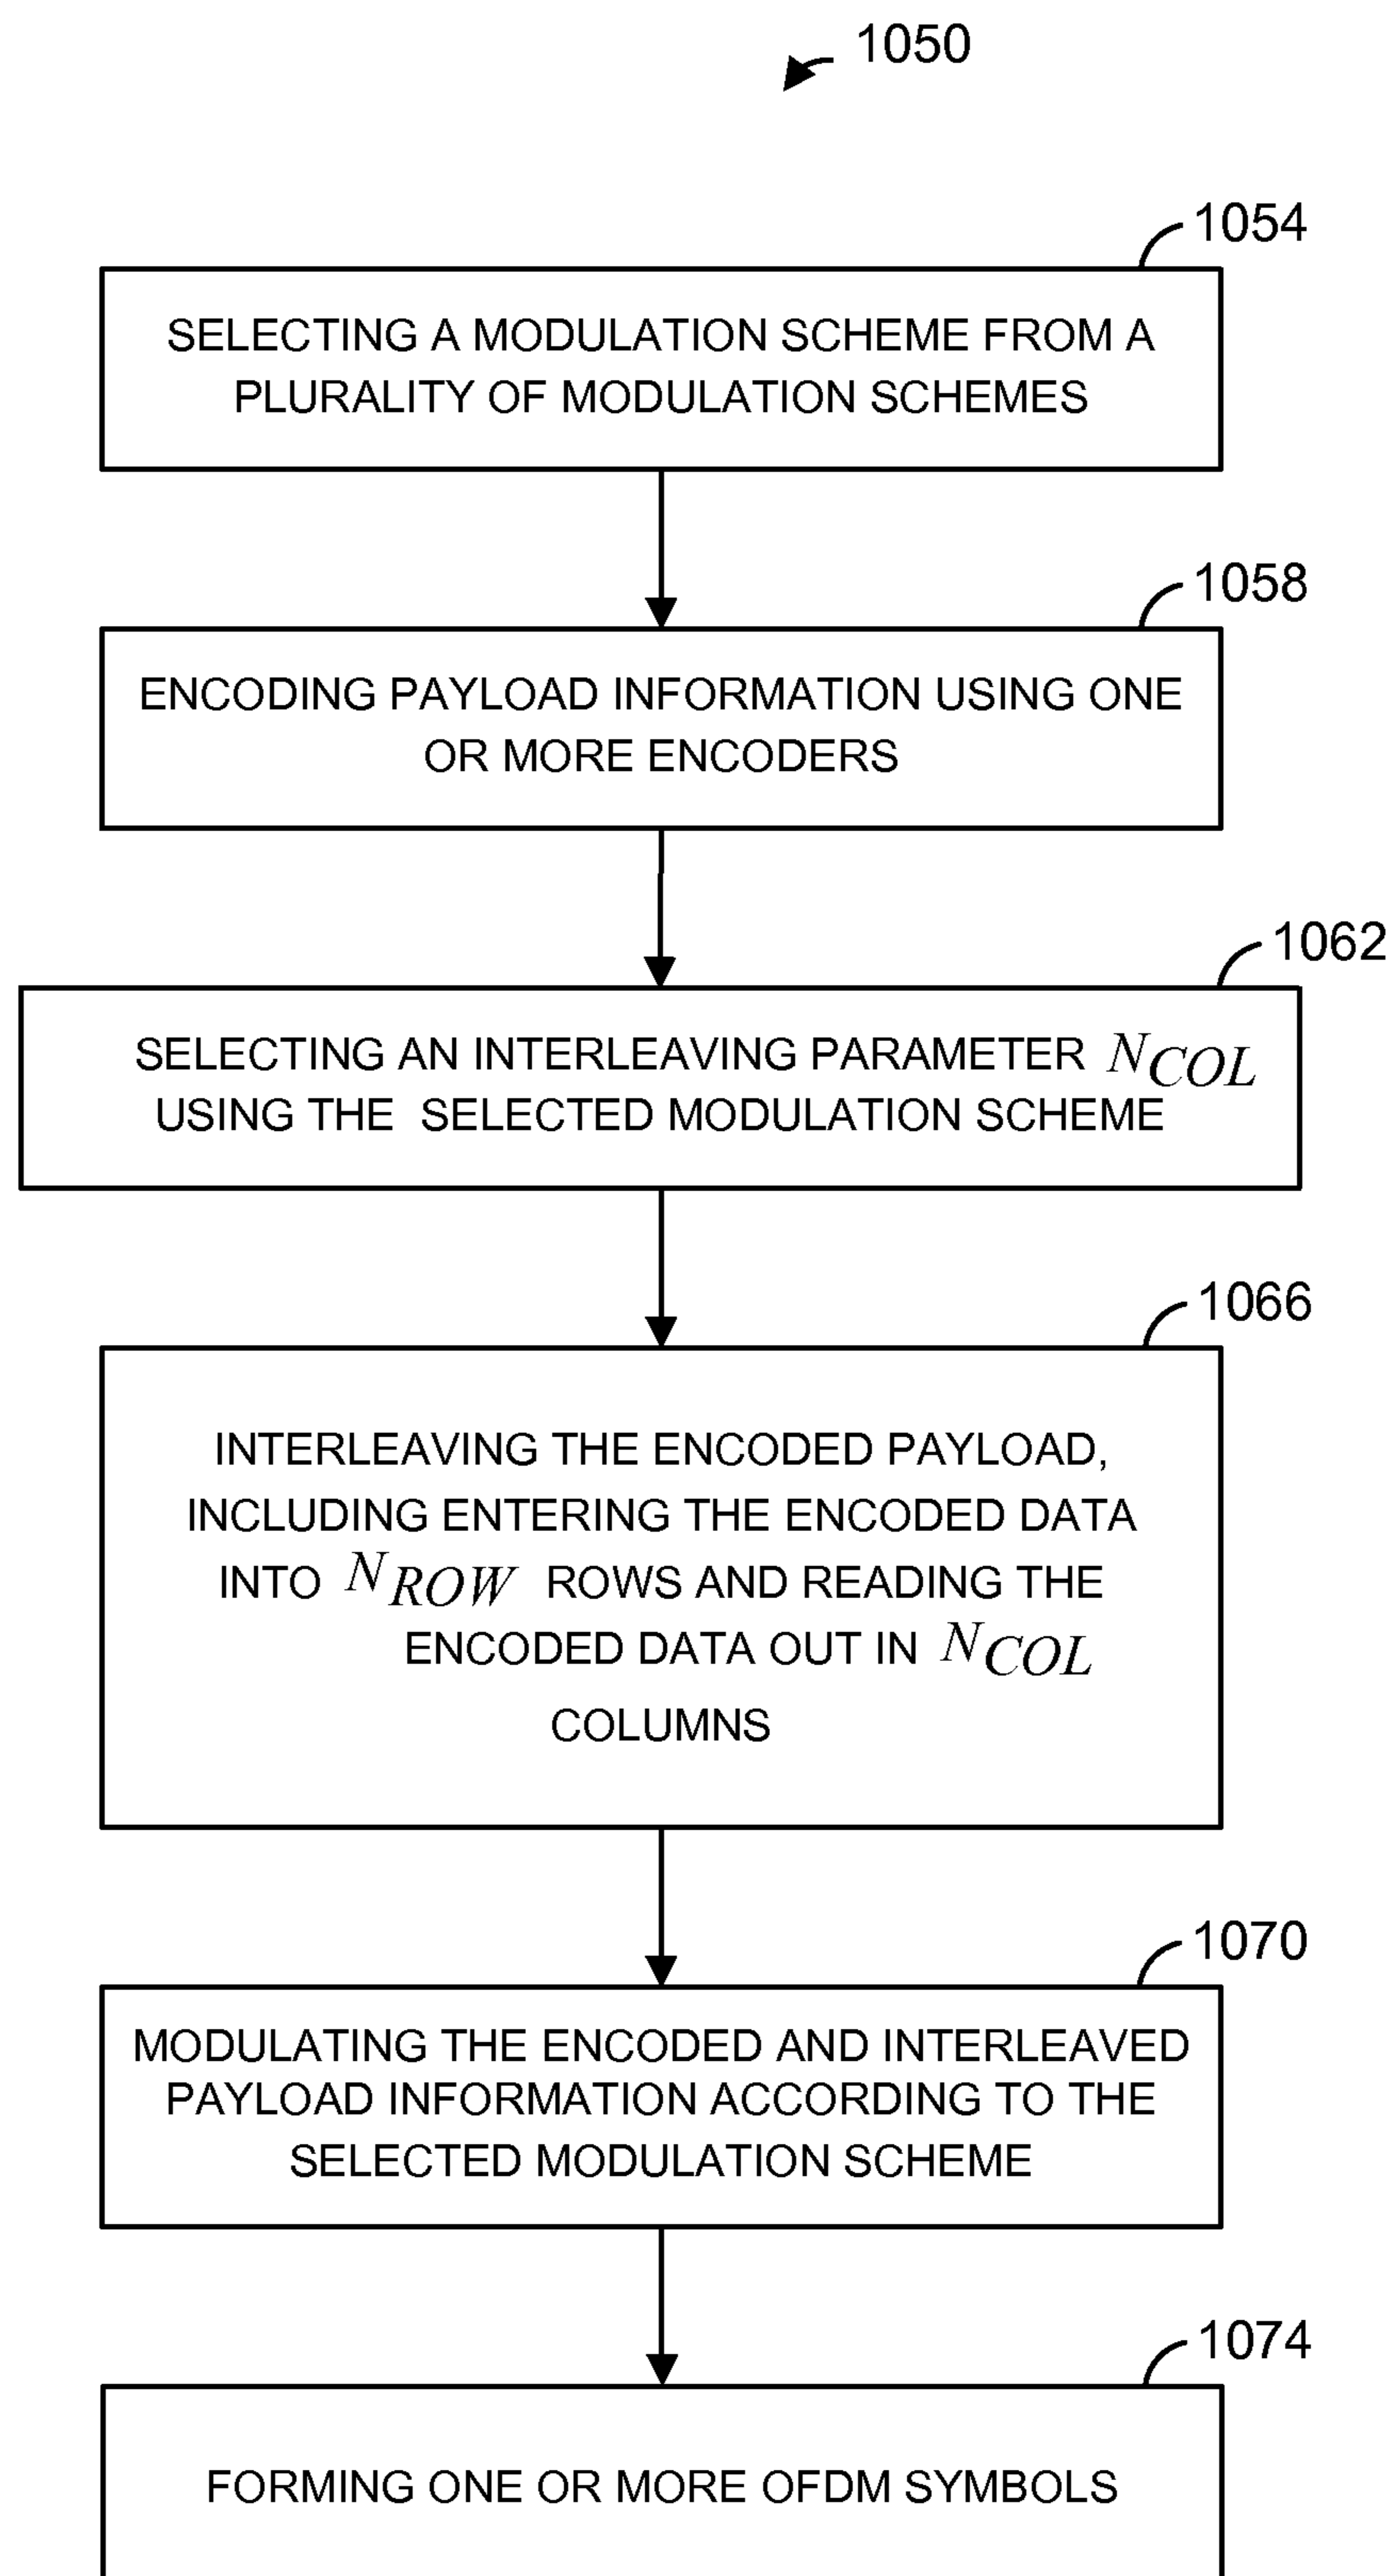 1050
1054
SELECTING A MODULATION SCHEME FROM A
PLURALITY OF MODULATION SCHEMES
1058
ENCODING PAYLOAD INFORMATION USING ONE
OR MORE ENCODERS
1062
SELECTING AN INTERLEAVING PARAMETER N_COL
USING THE SELECTED MODULATION SCHEME
1066
INTERLEAVING THE ENCODED PAYLOAD,
INCLUDING ENTERING THE ENCODED DATA
INTO N_ROW ROWS AND READING THE
ENCODED DATA OUT IN N_COL
COLUMNS
1070
MODULATING THE ENCODED AND INTERLEAVED
PAYLOAD INFORMATION ACCORDING TO THE
SELECTED MODULATION SCHEME
1074
FORMING ONE OR MORE OFDM SYMBOLS